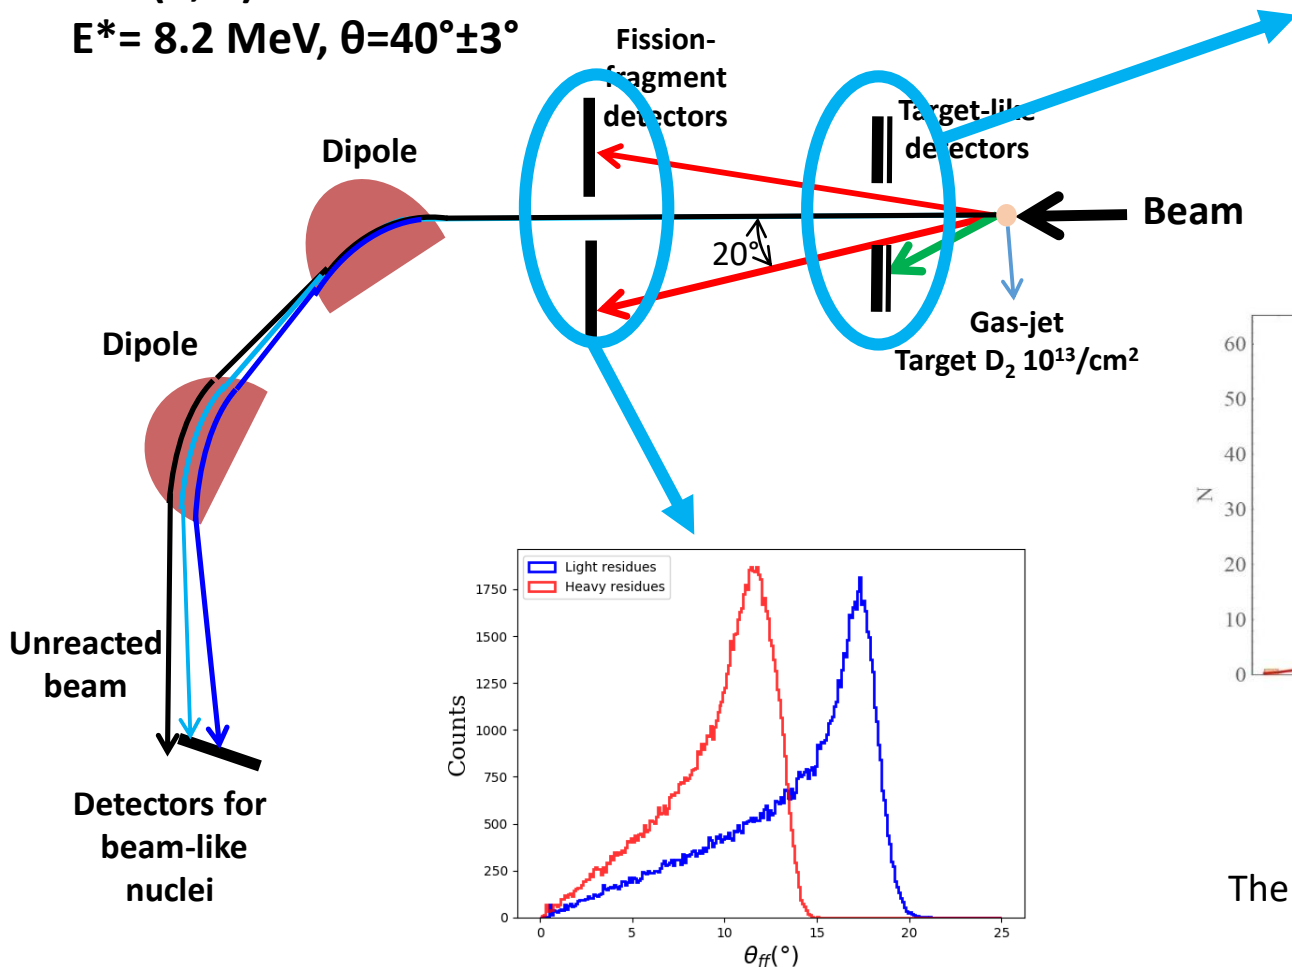 E*= 8.2 MeV, θ=40°±3°
Fission-
fragment
detectors
Target-like
detectors
Dipole
Beam
20°
Dipole
Gas-jet
Target D₂ 10¹³/cm²
60
50
40
N
30
20
10
0
Unreacted
beam
Light residues
Heavy residues
1750
1500
1250
1000
750
500
250
0
Counts
0 5 10 15 20 25
θff(°)
Detectors for
beam-like
nuclei
The